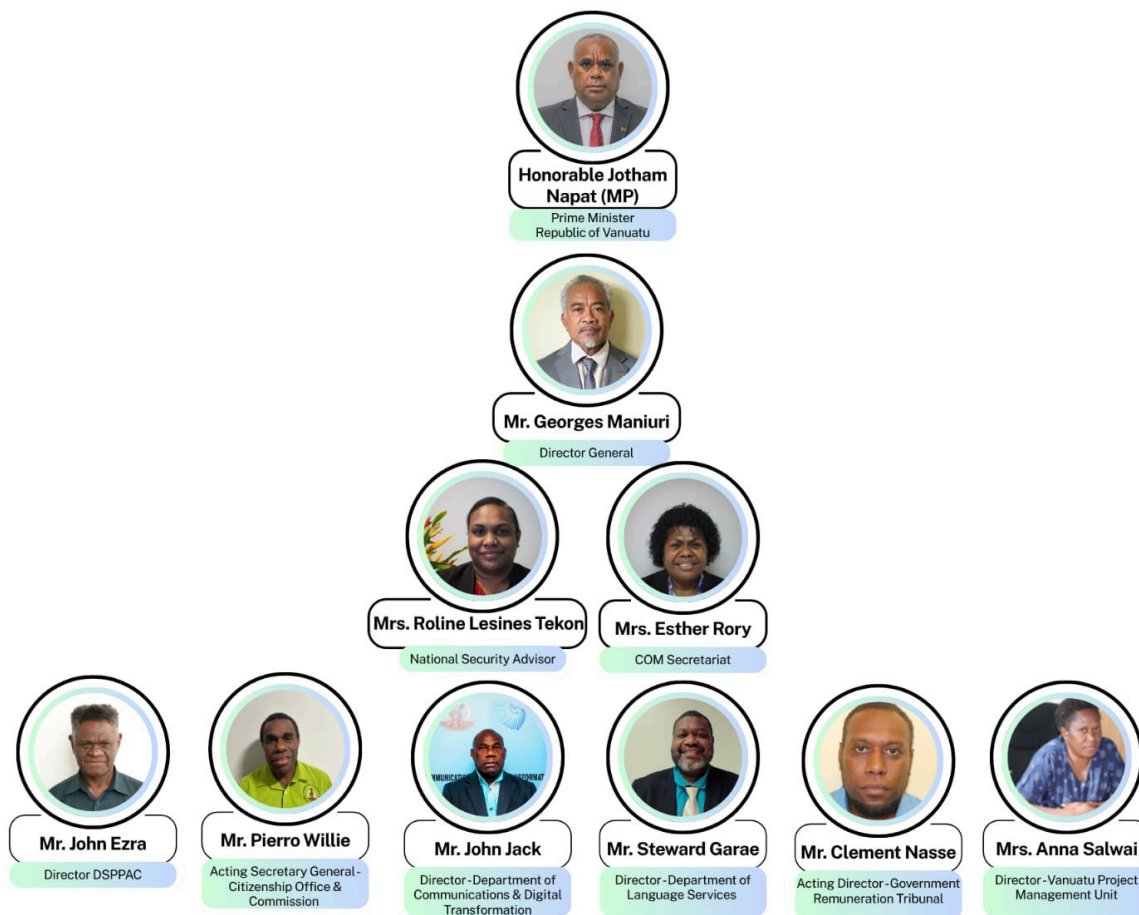 Honorable Jotham
Napat (MP)
Prime Minister
Republic of Vanuatu
Mr. Georges Maniuri
Director General
Mrs. Roline Lesines Tekon
National Security Advisor
Mrs. Esther Rory
COM Secretariat
Mr. John Ezra
Director DSPPAC
Mr. Pierro Willie
Acting Secretary General-
Citizenship Office &
Commission
Mr. John Jack
Director-Department of
Communications & Digital
Transformation
Mr. Steward Garae
Director-Department of
Language Services
Mr. Clement Nasse
Acting Director-Government
Remuneration Tribunal
Mrs. Anna Salwai
Director-Vanuatu Project
Management Unit